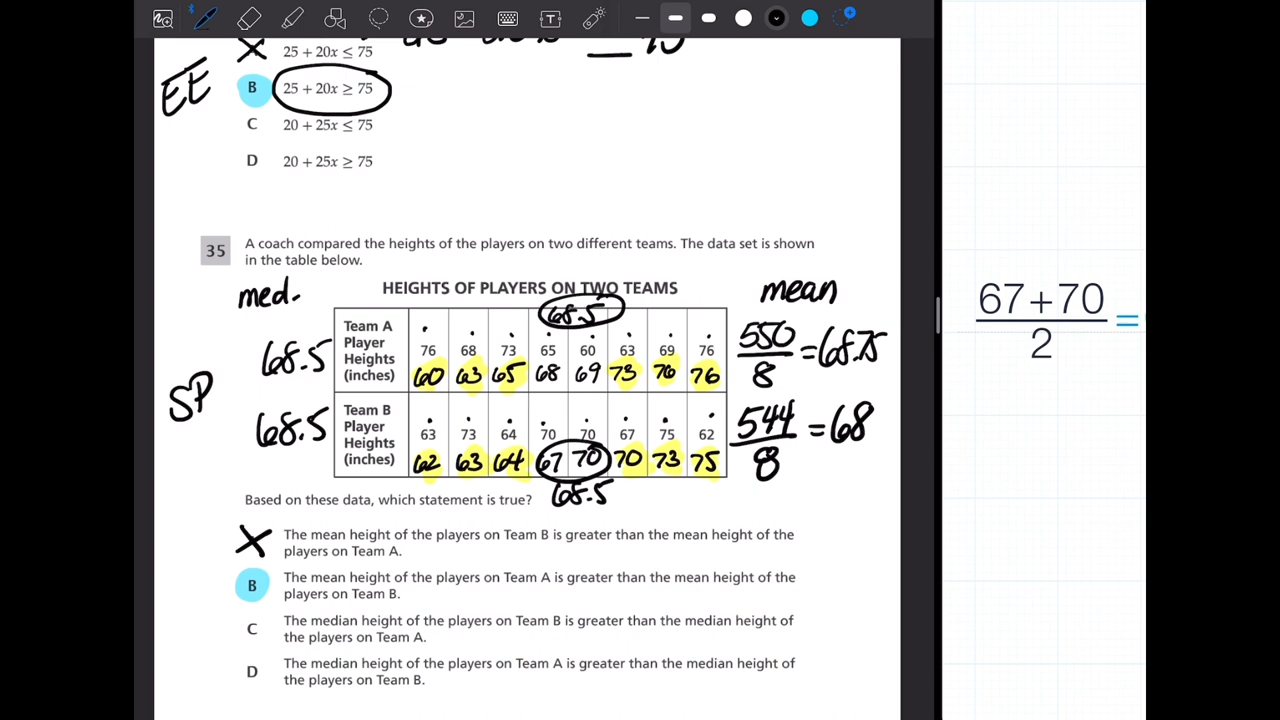 25 + 20x ≤ 75
EE
B 25 + 20x ≥ 75
C 20 + 25x ≤ 75
D 20 + 25x ≥ 75
35 A coach compared the heights of the players on two different teams. The data set is shown
in the table below.
med.
HEIGHTS OF PLAYERS ON TWO TEAMS
mean
68.5
Team A
Player
Heights
(inches)
76 68 73 65 60 63 69 76
60 63 65 68 69 73 76 76
68.5
550/8 = 68.75
SP
Team B
Player
Heights
(inches)
63 73 64 70 70 67 75 62
62 63 64 67 70 70 73 75
68.5
544/8 = 68
68.5
Based on these data, which statement is true?
The mean height of the players on Team B is greater than the mean height of the
players on Team A.
B The mean height of the players on Team A is greater than the mean height of the
players on Team B.
C The median height of the players on Team B is greater than the median height of
the players on Team A.
D The median height of the players on Team A is greater than the median height of
the players on Team B.
67+70
2
=